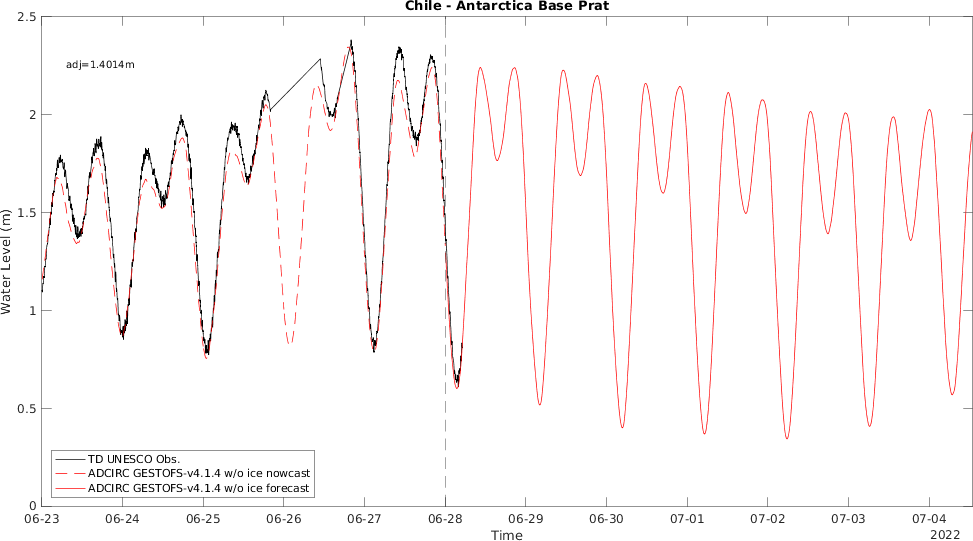 Chile - Antarctica Base Prat
2.5
adj=1.4014m
2
1.5
Water Level (m)
1
0.5
TD UNESCO Obs.
ADCIRC GESTOFS-v4.1.4 w/o ice nowcast
ADCIRC GESTOFS-v4.1.4 w/o ice forecast
0
06-23 06-24 06-25 06-26 06-27 06-28 06-29 06-30 07-01 07-02 07-03 07-04
Time 2022